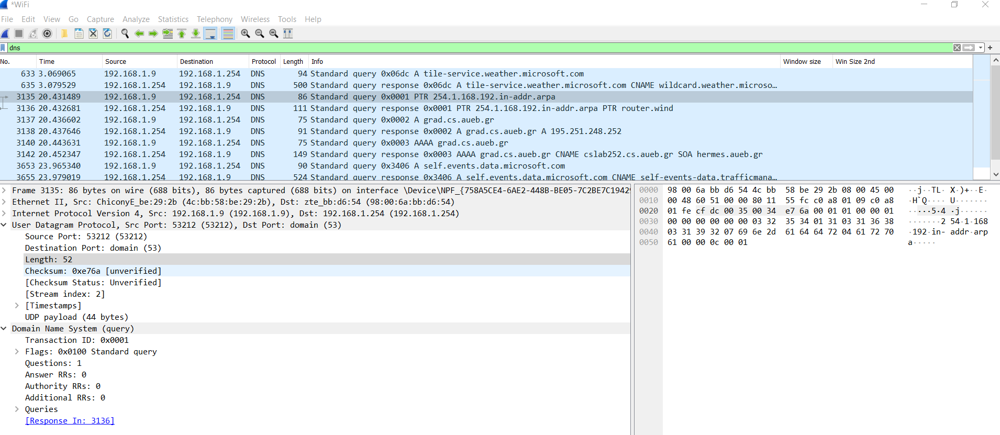 *WiFi
File Edit View Go Capture Analyze Statistics Telephony Wireless Tools Help
dns
No. Time Source Destination Protocol Length Info Window size Win Size 2nd
633 3.069065 192.168.1.9 192.168.1.254 DNS 94 Standard query 0x06dc A tile-service.weather.microsoft.com
635 3.079529 192.168.1.254 192.168.1.9 DNS 500 Standard query response 0x06dc A tile-service.weather.microsoft.com CNAME wildcard.weather.microso…
3135 20.431489 192.168.1.9 192.168.1.254 DNS 86 Standard query 0x0001 PTR 254.1.168.192.in-addr.arpa
3136 20.432681 192.168.1.254 192.168.1.9 DNS 111 Standard query response 0x0001 PTR 254.1.168.192.in-addr.arpa PTR router.wind
3137 20.436602 192.168.1.9 192.168.1.254 DNS 75 Standard query 0x0002 A grad.cs.aueb.gr
3138 20.437646 192.168.1.254 192.168.1.9 DNS 91 Standard query response 0x0002 A grad.cs.aueb.gr A 195.251.248.252
3140 20.443631 192.168.1.9 192.168.1.254 DNS 75 Standard query 0x0003 AAAA grad.cs.aueb.gr
3142 20.452347 192.168.1.254 192.168.1.9 DNS 149 Standard query response 0x0003 AAAA grad.cs.aueb.gr CNAME cslab252.cs.aueb.gr SOA hermes.aueb.gr
3653 23.965340 192.168.1.9 192.168.1.254 DNS 90 Standard query 0x3406 A self.events.data.microsoft.com
3655 23.979019 192.168.1.254 192.168.1.9 DNS 524 Standard query response 0x3406 A self.events.data.microsoft.com CNAME self-events-data.trafficmana…
Frame 3135: 86 bytes on wire (688 bits), 86 bytes captured (688 bits) on interface \Device\NPF_{758A5CE4-6AE2-448B-BE05-7C2BE7C19425
Ethernet II, Src: ChiconyE_be:29:2b (4c:bb:58:be:29:2b), Dst: zte_bb:d6:54 (98:00:6a:bb:d6:54)
Internet Protocol Version 4, Src: 192.168.1.9 (192.168.1.9), Dst: 192.168.1.254 (192.168.1.254)
User Datagram Protocol, Src Port: 53212 (53212), Dst Port: domain (53)
Source Port: 53212 (53212)
Destination Port: domain (53)
Length: 52
Checksum: 0xe76a [unverified]
[Checksum Status: Unverified]
[Stream index: 2]
[Timestamps]
UDP payload (44 bytes)
Domain Name System (query)
Transaction ID: 0x0001
Flags: 0x0100 Standard query
Questions: 1
Answer RRs: 0
Authority RRs: 0
Additional RRs: 0
Queries
[Response In: 3136]
0000 98 00 6a bb d6 54 4c bb 58 be 29 2b 08 00 45 00 ··j··TL· X·)+··E·
0010 00 48 60 51 00 00 80 11 55 fc c0 a8 01 09 c0 a8 ·H`Q···· U·······
0020 01 fe cf dc 00 35 00 34 e7 6a 00 01 01 00 00 01 ·····5·4 ·j······
0030 00 00 00 00 00 00 03 32 35 34 01 31 03 31 36 38 ·······2 54·1·168
0040 03 31 39 32 07 69 6e 2d 61 64 64 72 04 61 72 70 ·192·in- addr·arp
0050 61 00 00 0c 00 01 a·····